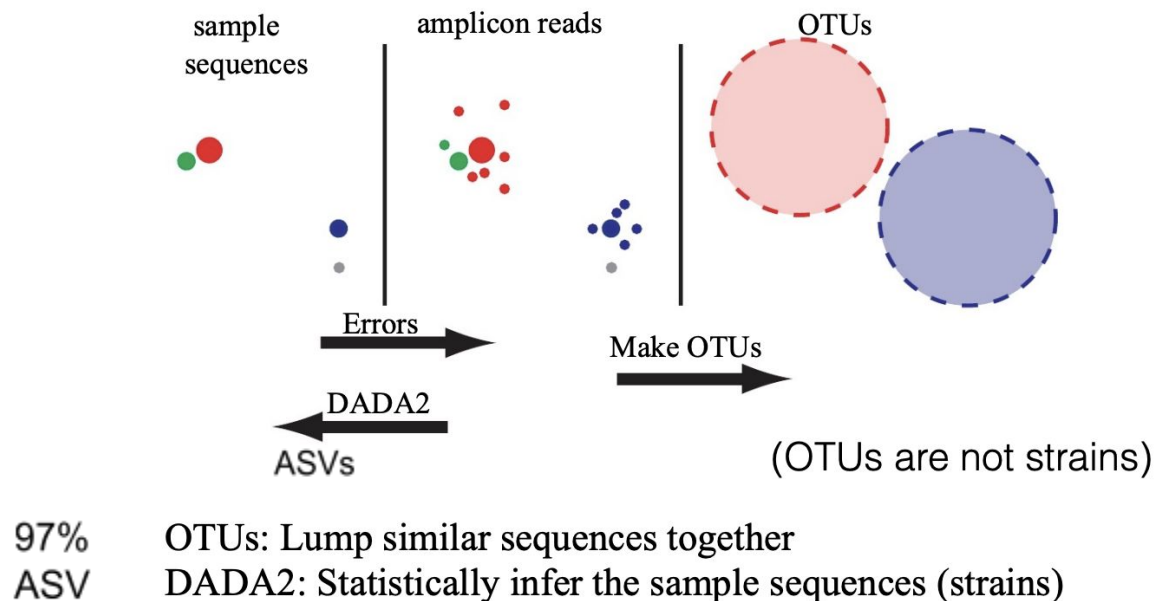 sample
sequences
amplicon reads
OTUs
Errors
Make OTUs
DADA2
ASVs
(OTUs are not strains)
97% OTUs: Lump similar sequences together
ASV DADA2: Statistically infer the sample sequences (strains)